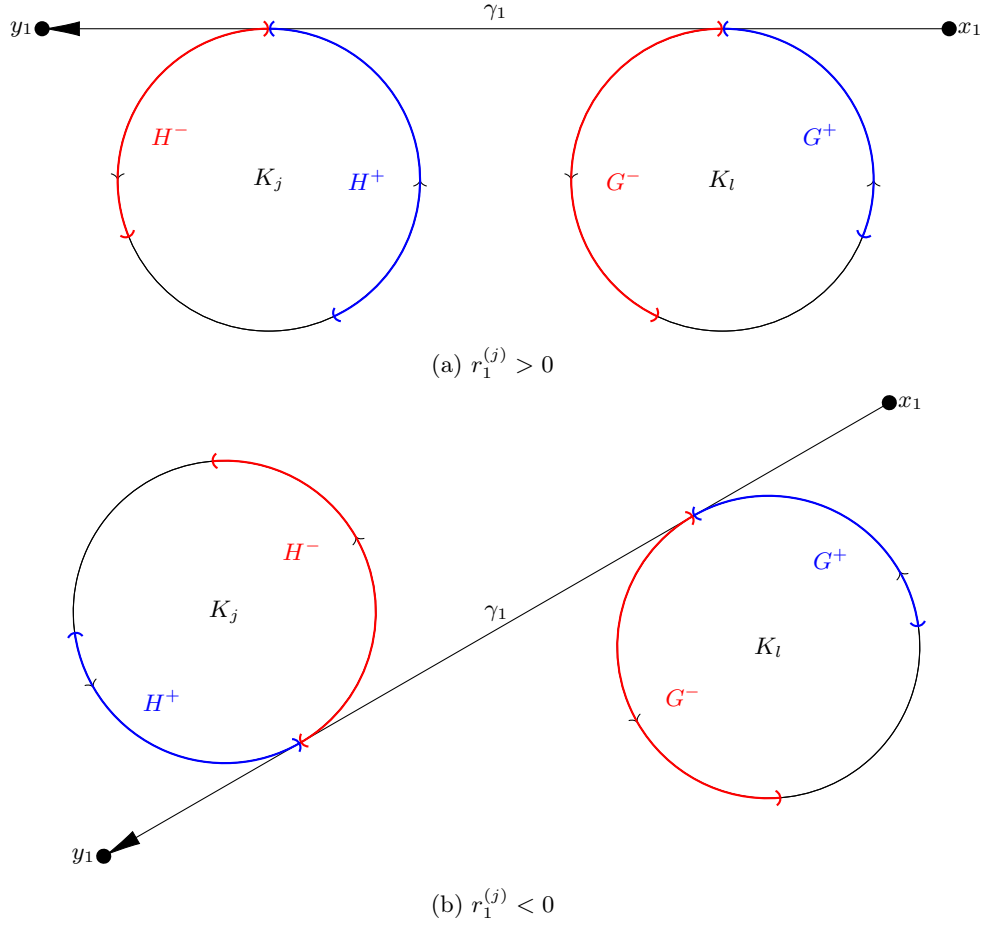 y₁ γ₁ x₁
H⁻ K_j H⁺ G⁻ K_l G⁺
(a) r₁^{(j)} > 0
x₁
H⁻ G⁺
K_j γ₁ K_l
H⁺ G⁻
y₁
(b) r₁^{(j)} < 0